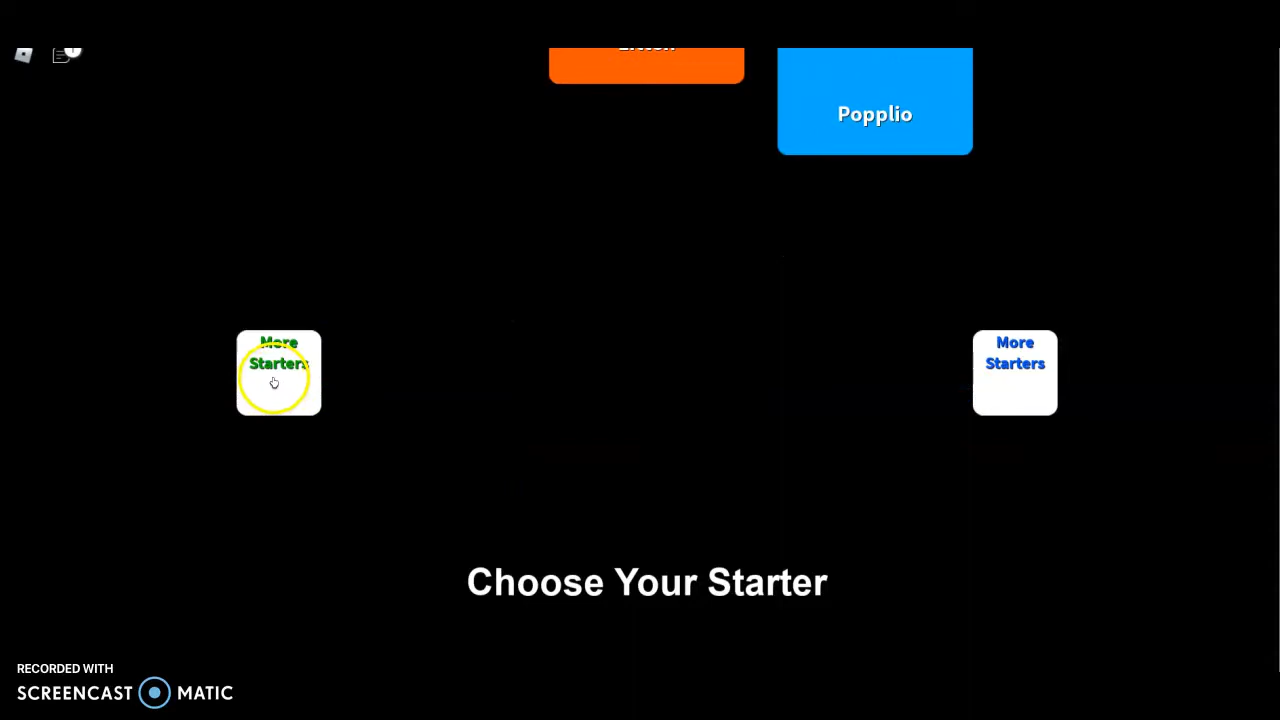 Popplio
More
Starters
More
Starters
Choose Your Starter
RECORDED WITH
SCREENCAST MATIC